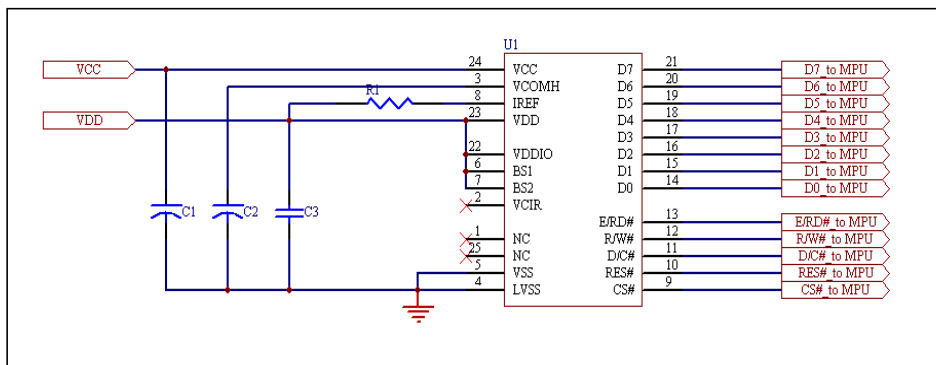 U1
VCC 24 VCC D7 21 D7_to MPU
3 VCOMH D6 20 D6_to MPU
R1 8 IREF D5 19 D5_to MPU
VDD 23 VDD D4 18 D4_to MPU
D3 17 D3_to MPU
22 VDDIO D2 16 D2_to MPU
6 BS1 D1 15 D1_to MPU
7 BS2 D0 14 D0_to MPU
C1 C2 C3 2 VCIR
E/RD# 13 E/RD#_to MPU
1 NC R/W# 12 R/W#_to MPU
25 NC D/C# 11 D/C#_to MPU
5 VSS RES# 10 RES#_to MPU
4 LVSS CS# 9 CS#_to MPU